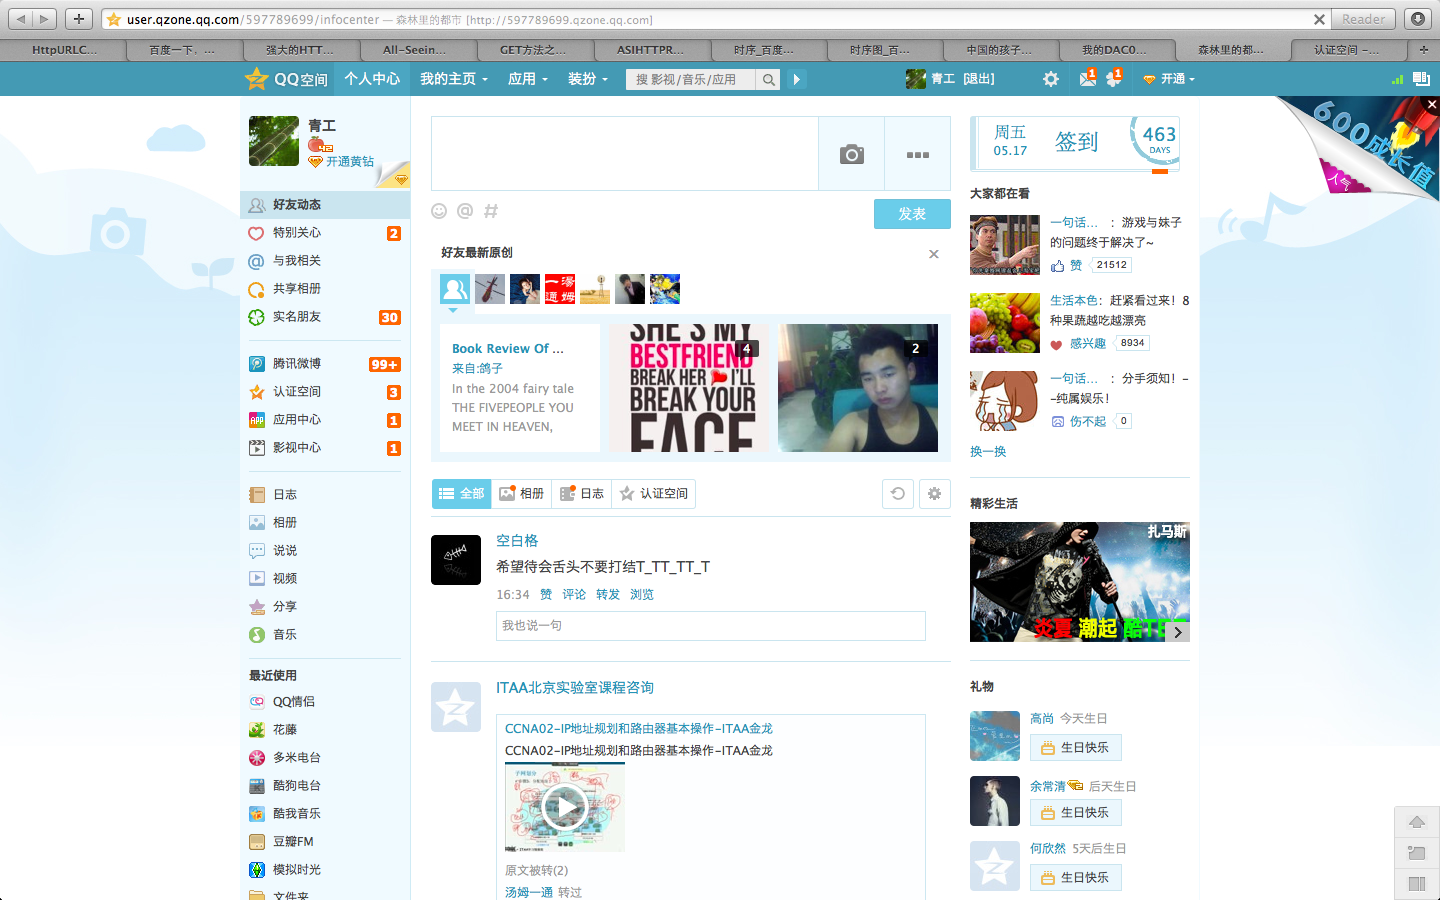 user.qzone.qq.com/597789699/infocenter — 森林里的都市 [http://597789699.qzone.qq.com]
Reader
HttpURLC...
百度一下、...
强大的HTT...
All-Seein...
GET方法之...
ASIHTTPR...
时序_百度...
时序图_百...
中国的孩子...
我的DAC0...
森林里的都...
认证空间 -...
QQ空间
个人中心
我的主页
应用
装扮
搜 影视/音乐/应用
青工 [退出]
1
1
开通
青工
开通黄钻
好友动态
特别关心 2
与我相关
共享相册
实名朋友 30
腾讯微博 99+
认证空间 3
APP
应用中心 1
影视中心 1
日志
相册
说说
视频
分享
音乐
最近使用
QQ情侣
花藤
多米电台
酷狗电台
酷我音乐
豆瓣FM
模拟时光
文件夹
@ #
发表
好友最新原创
汤姆一通
Book Review Of ...
来自:鸽子
In the 2004 fairy tale
THE FIVEPEOPLE YOU
MEET IN HEAVEN,
SHE'S MY
BESTFRIEND
BREAK HER I'LL
BREAK YOUR
FACE
4
2
全部
相册
日志
认证空间
空白格
希望待会舌头不要打结T_TT_TT_T
16:34 赞 评论 转发 浏览
我也说一句
ITAA北京实验室课程咨询
CCNA02-IP地址规划和路由器基本操作-ITAA金龙
CCNA02-IP地址规划和路由器基本操作-ITAA金龙
原文被转(2)
汤姆一通 转过
周五
05.17
签到
463
DAYS
600成长值
人气
大家都在看
一句话... ：游戏与妹子
的问题终于解决了~
赞 21512
生活本色：赶紧看过来！8
种果蔬越吃越漂亮
感兴趣 8934
一句话... ：分手须知！-
-纯属娱乐！
伤不起 0
换一换
精彩生活
扎马斯
炎夏 潮起 酷TEE
礼物
高尚 今天生日
生日快乐
余常清 后天生日
生日快乐
何欣然 5天后生日
生日快乐